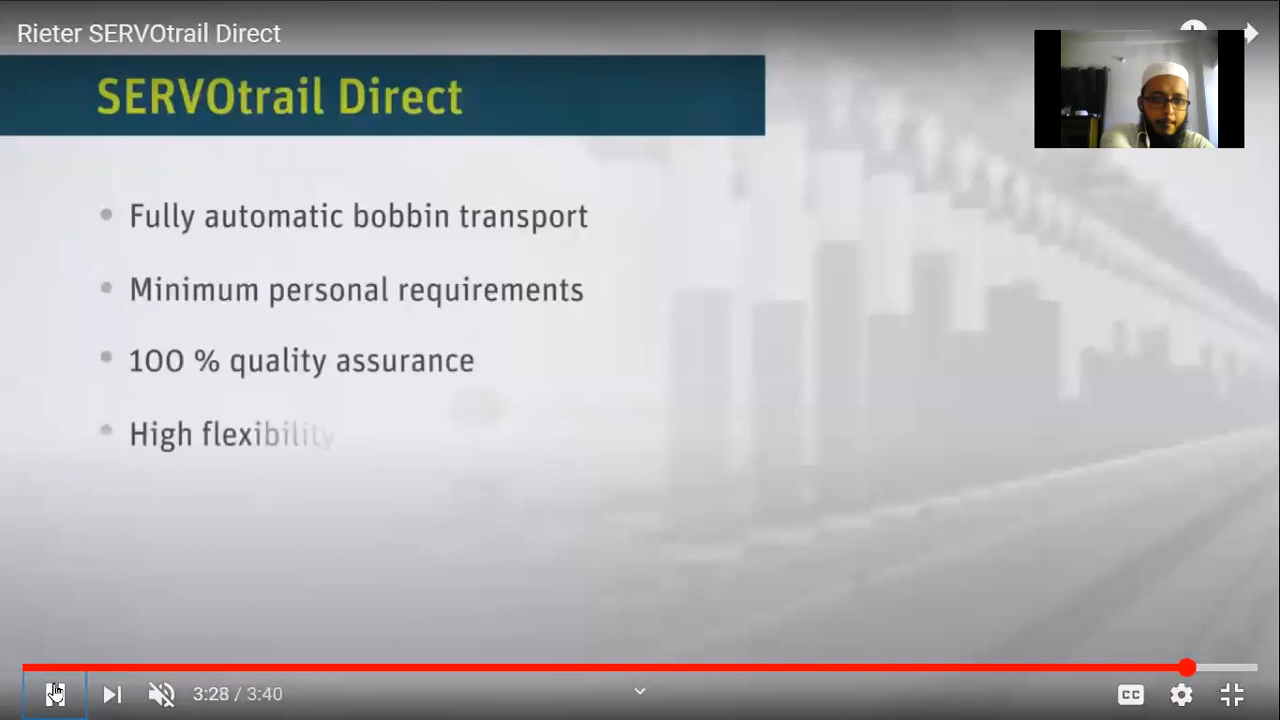 Rieter SERVOtrail Direct
SERVOtrail Direct
Fully automatic bobbin transport
Minimum personal requirements
100 % quality assurance
High flexibility
3:28 / 3:40
CC